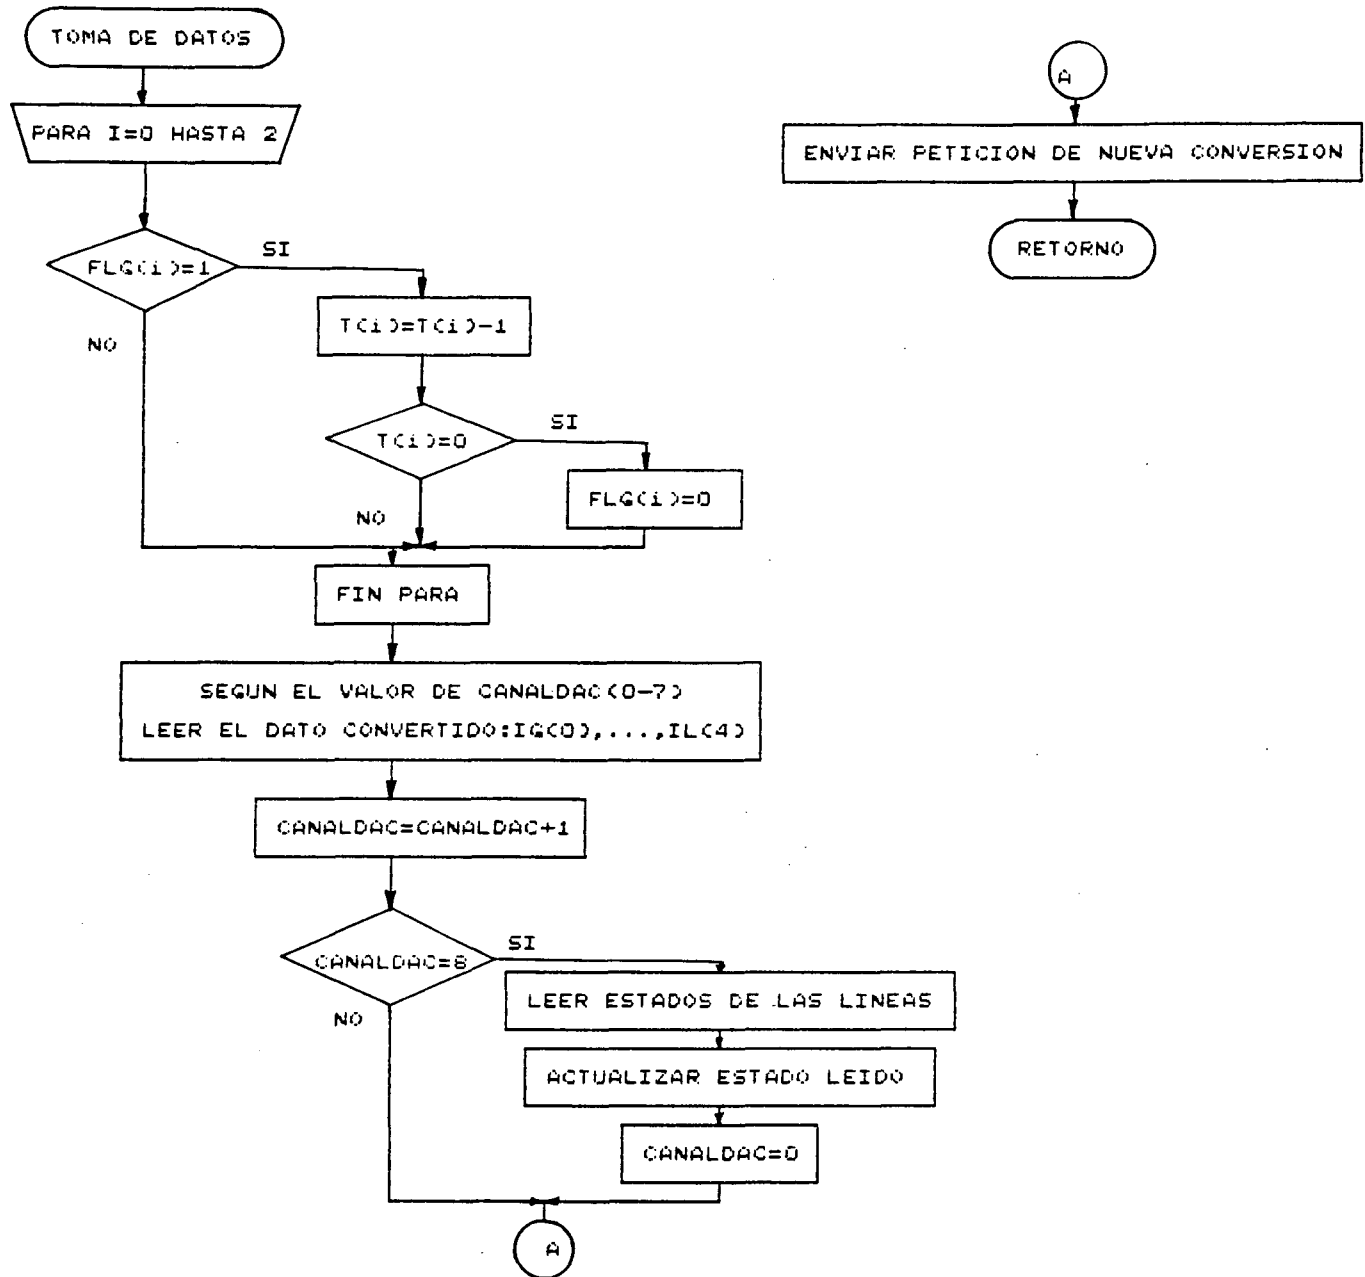 TOMA DE DATOS
PARA I=0 HASTA 2
FLG(i)=1
SI
NO
T(i)=T(i)-1
T(i)=0
SI
NO
FLG(i)=0
FIN PARA
SEGUN EL VALOR DE CANALDAC(0-7)
LEER EL DATO CONVERTIDO:IG(0),...,IL(4)
CANALDAC=CANALDAC+1
CANALDAC=8
SI
NO
LEER ESTADOS DE LAS LINEAS
ACTUALIZAR ESTADO LEIDO
CANALDAC=0
A
A
ENVIAR PETICION DE NUEVA CONVERSION
RETORNO